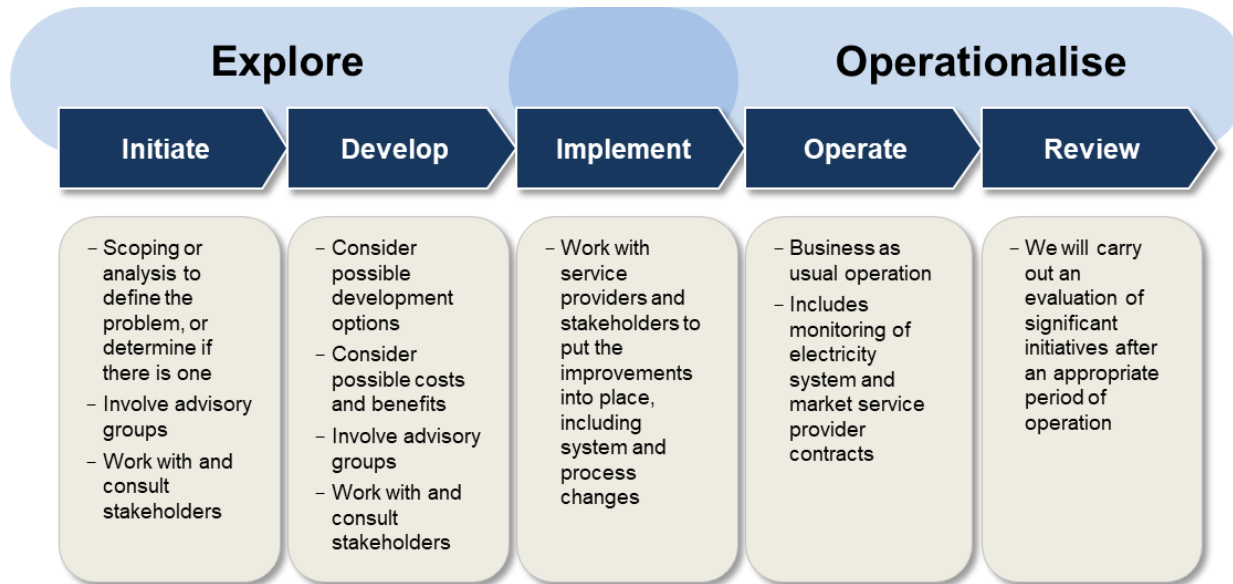 Explore
Operationalise
Initiate
Develop
Implement
Operate
Review
– Scoping or
analysis to
define the
problem, or
determine if
there is one
– Involve advisory
groups
– Work with and
consult
stakeholders
– Consider
possible
development
options
– Consider
possible costs
and benefits
– Involve advisory
groups
– Work with and
consult
stakeholders
– Work with
service
providers and
stakeholders to
put the
improvements
into place,
including
system and
process
changes
– Business as
usual operation
– Includes
monitoring of
electricity
system and
market service
provider
contracts
– We will carry
out an
evaluation of
significant
initiatives after
an appropriate
period of
operation